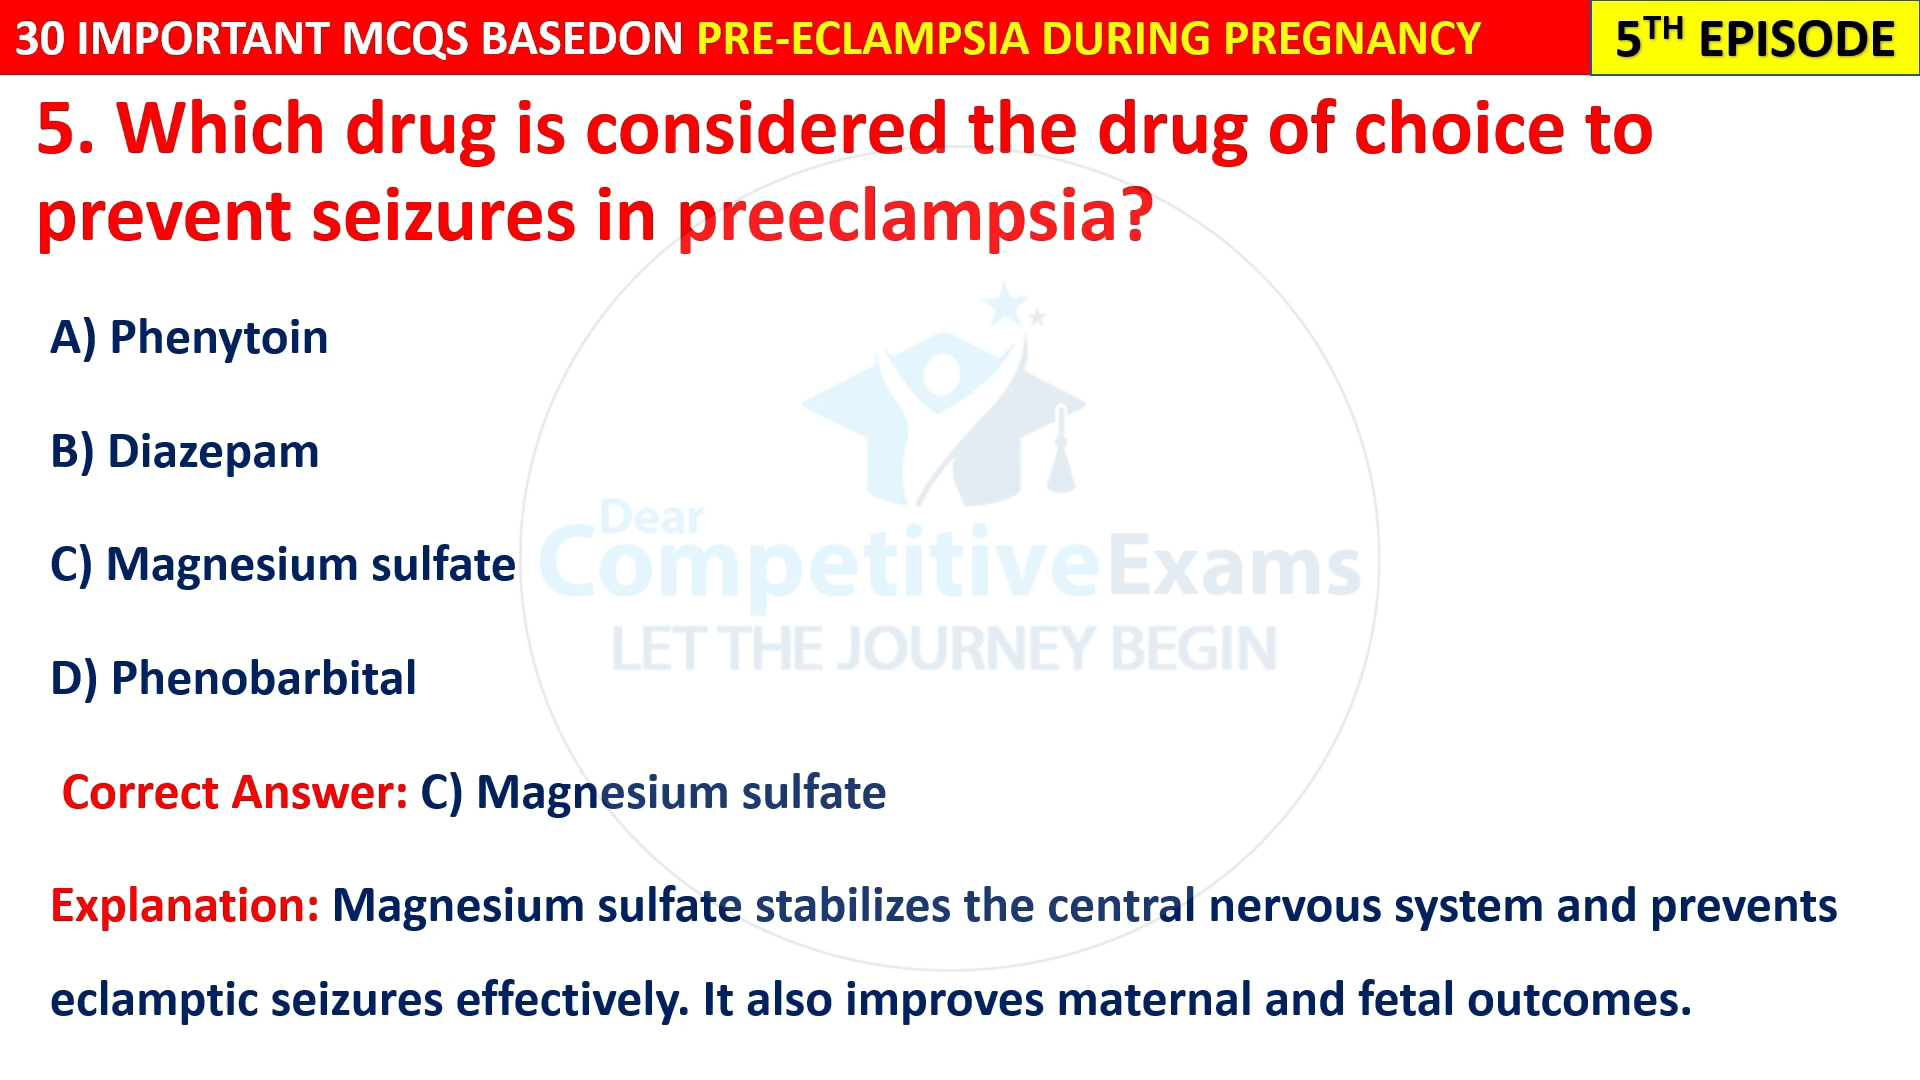 30 IMPORTANT MCQS BASEDON PRE-ECLAMPSIA DURING PREGNANCY
5TH EPISODE
5. Which drug is considered the drug of choice to
prevent seizures in preeclampsia?
A) Phenytoin
B) Diazepam
C) Magnesium sulfate
D) Phenobarbital
Dear
CompetitiveExams
LET THE JOURNEY BEGIN
Correct Answer: C) Magnesium sulfate
Explanation: Magnesium sulfate stabilizes the central nervous system and prevents
eclamptic seizures effectively. It also improves maternal and fetal outcomes.